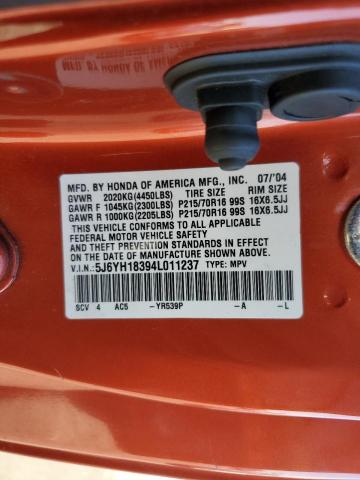 MFD. BY HONDA OF AMERICA MFG., INC. 07/'04
GVWR 2020KG(4450LBS) TIRE SIZE RIM SIZE
GAWR F 1045KG(2300LBS) P215/70R16 99S 16X6.5JJ
GAWR R 1000KG(2205LBS) P215/70R16 99S 16X6.5JJ
THIS VEHICLE CONFORMS TO ALL APPLICABLE
FEDERAL MOTOR VEHICLE SAFETY AND
THEFT PREVENTION STANDARDS IN EFFECT ON
THE DATE OF MANUFACTURE SHOWN ABOVE.
V.I.N.: 5J6YH18394L011237 TYPE: MPV
SCV 4 AC5 - YR539P -A -L